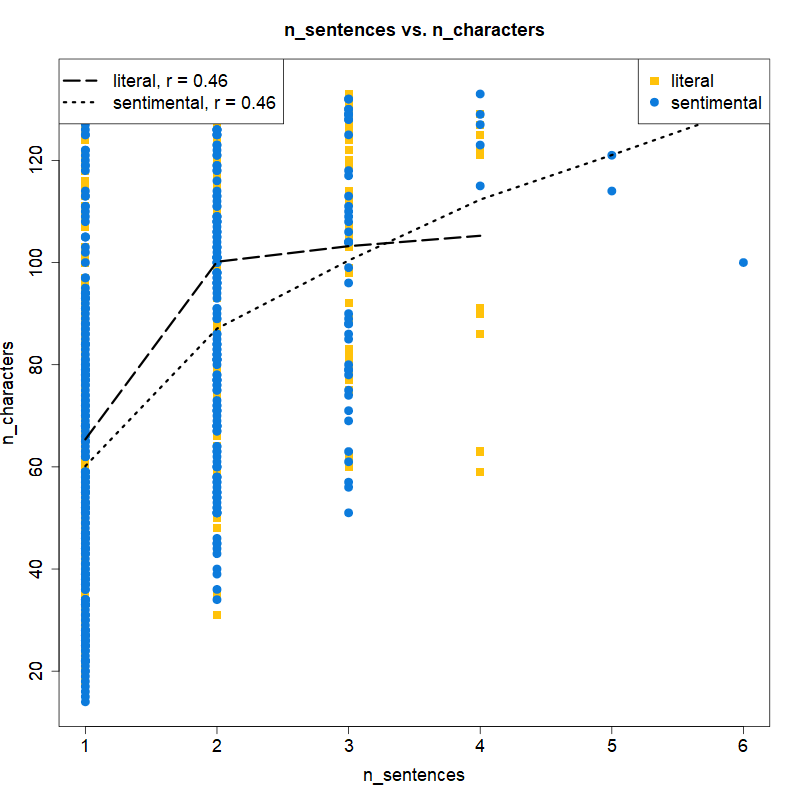 n_sentences vs. n_characters
literal, r = 0.46
sentimental, r = 0.46
literal
sentimental
120
100
80
60
40
20
n_characters
1 2 3 4 5 6
n_sentences